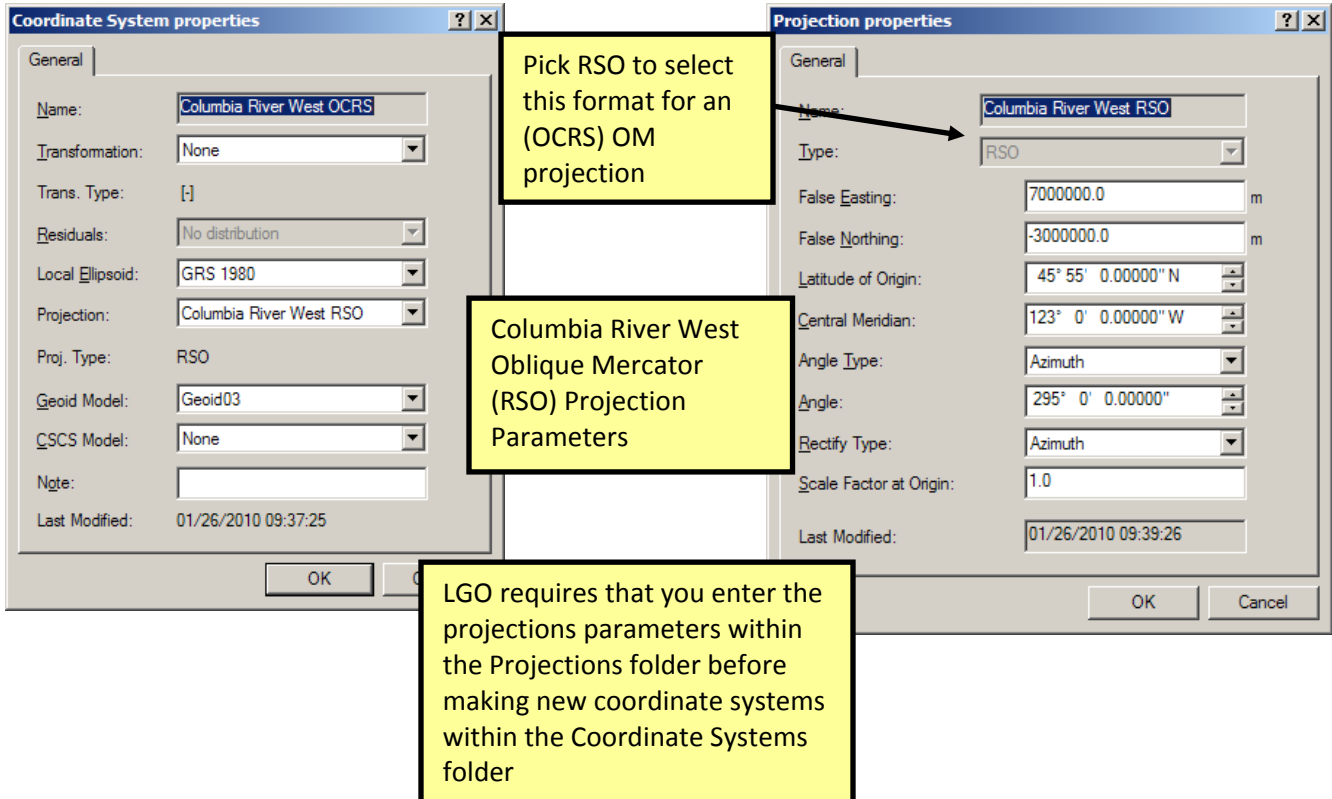 Coordinate System properties
General
Name: Columbia River West OCRS
Transformation: None
Trans. Type: [-]
Residuals: No distribution
Local Ellipsoid: GRS 1980
Projection: Columbia River West RSO
Proj. Type: RSO
Geoid Model: Geoid03
CSCS Model: None
Note:
Last Modified: 01/26/2010 09:37:25
OK
C
Pick RSO to select
this format for an
(OCRS) OM
projection
Columbia River West
Oblique Mercator
(RSO) Projection
Parameters
LGO requires that you enter the
projections parameters within
the Projections folder before
making new coordinate systems
within the Coordinate Systems
folder
Projection properties
General
Name: Columbia River West RSO
Type: RSO
False Easting: 7000000.0 m
False Northing: -3000000.0 m
Latitude of Origin: 45° 55' 0.00000" N
Central Meridian: 123° 0' 0.00000" W
Angle Type: Azimuth
Angle: 295° 0' 0.00000"
Rectify Type: Azimuth
Scale Factor at Origin: 1.0
Last Modified: 01/26/2010 09:39:26
OK
Cancel